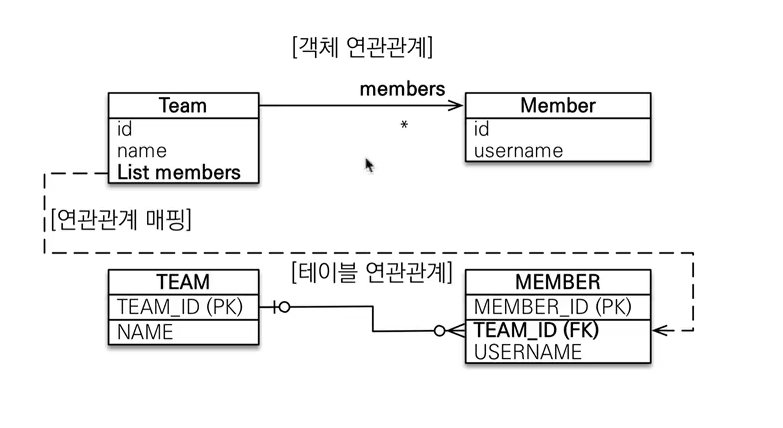 [객체 연관관계]
members
Team
Member
*
id
name
List members
id
username
[연관관계 매핑]
[테이블 연관관계]
TEAM
TEAM_ID (PK)
NAME
MEMBER
MEMBER_ID (PK)
TEAM_ID (FK)
USERNAME